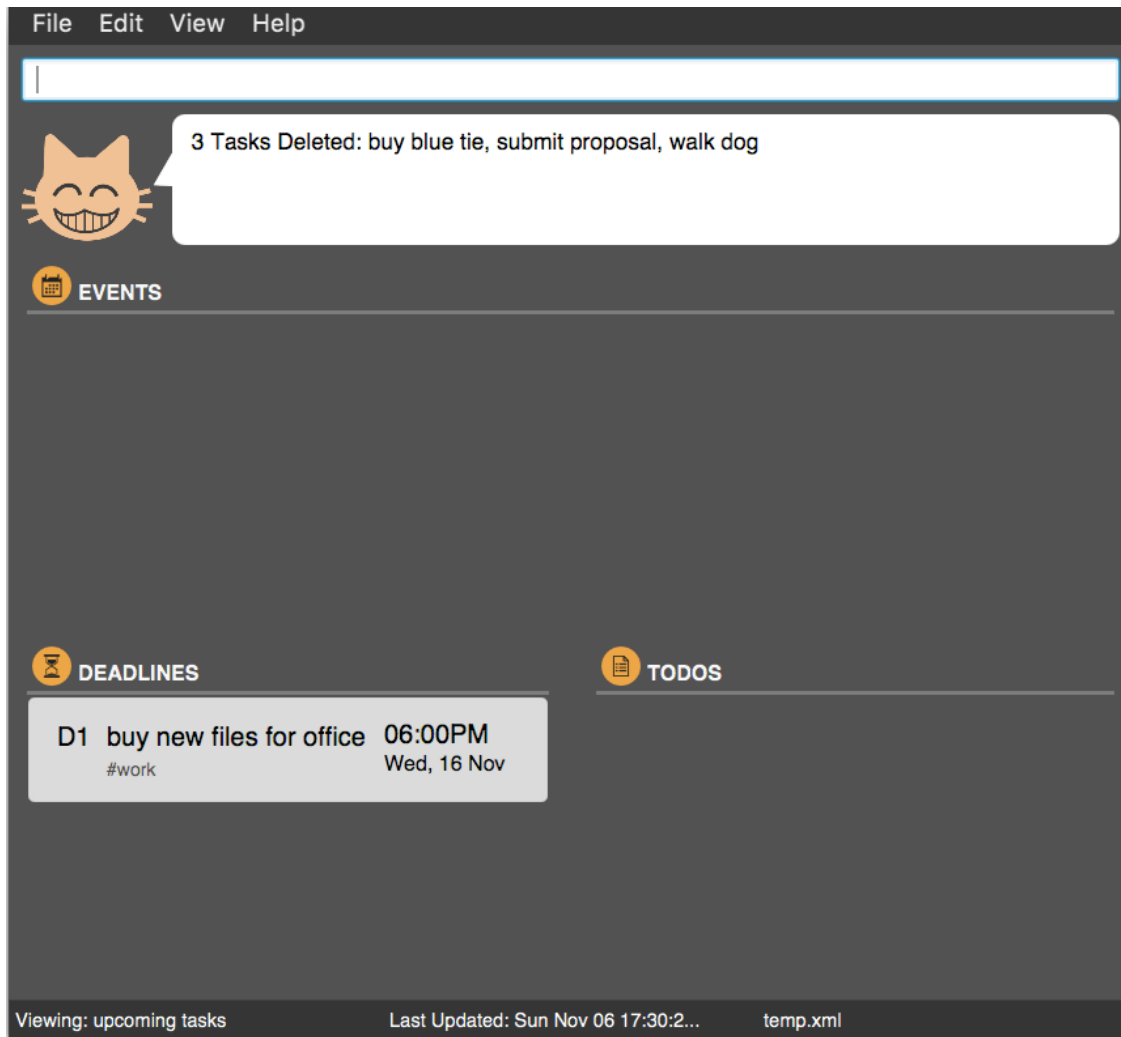 File Edit View Help
3 Tasks Deleted: buy blue tie, submit proposal, walk dog
EVENTS
DEADLINES
D1 buy new files for office 06:00PM
#work Wed, 16 Nov
TODOS
Viewing: upcoming tasks Last Updated: Sun Nov 06 17:30:2... temp.xml